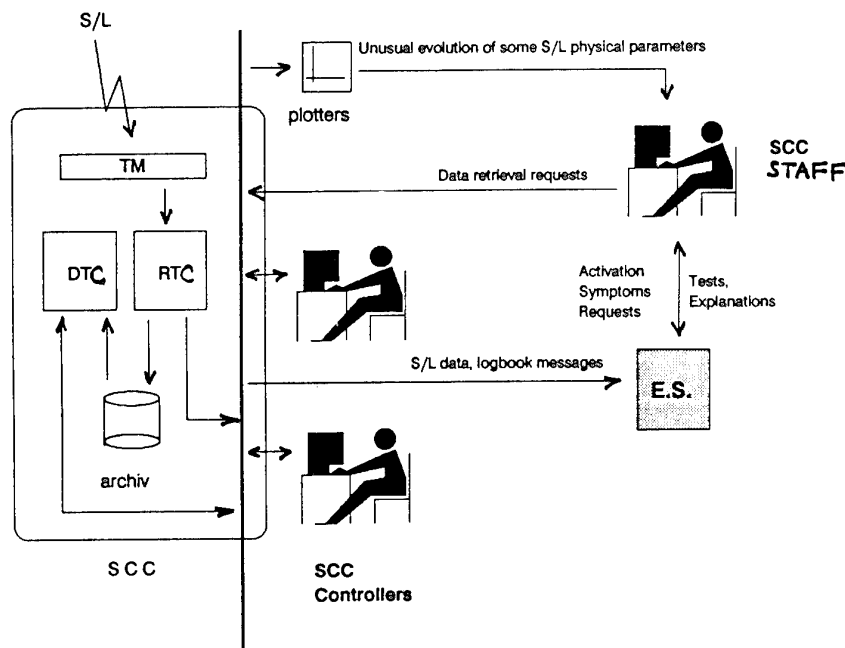 S/L
Unusual evolution of some S/L physical parameters
plotters
TM
SCC
STAFF
Data retrieval requests
DTC
RTC
Activation
Symptoms
Requests
Tests,
Explanations
S/L data, logbook messages
E.S.
archiv
SCC
SCC
Controllers